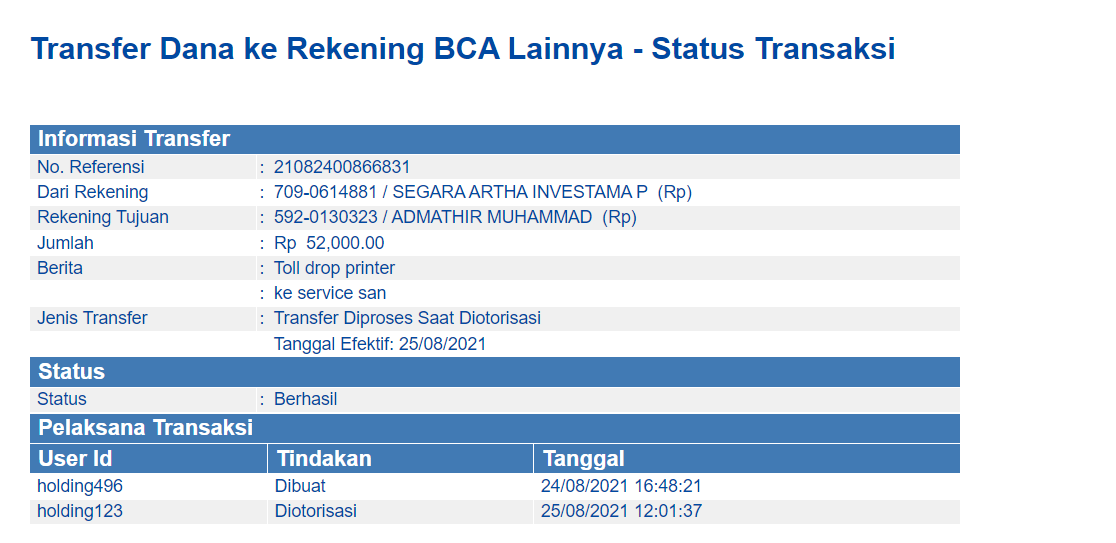 Transfer Dana ke Rekening BCA Lainnya - Status Transaksi
Informasi Transfer
No. Referensi : 21082400866831
Dari Rekening : 709-0614881 / SEGARA ARTHA INVESTAMA P (Rp)
Rekening Tujuan : 592-0130323 / ADMATHIR MUHAMMAD (Rp)
Jumlah : Rp 52,000.00
Berita : Toll drop printer
: ke service san
Jenis Transfer : Transfer Diproses Saat Diotorisasi
Tanggal Efektif: 25/08/2021
Status
Status : Berhasil
Pelaksana Transaksi
User Id Tindakan Tanggal
holding496 Dibuat 24/08/2021 16:48:21
holding123 Diotorisasi 25/08/2021 12:01:37